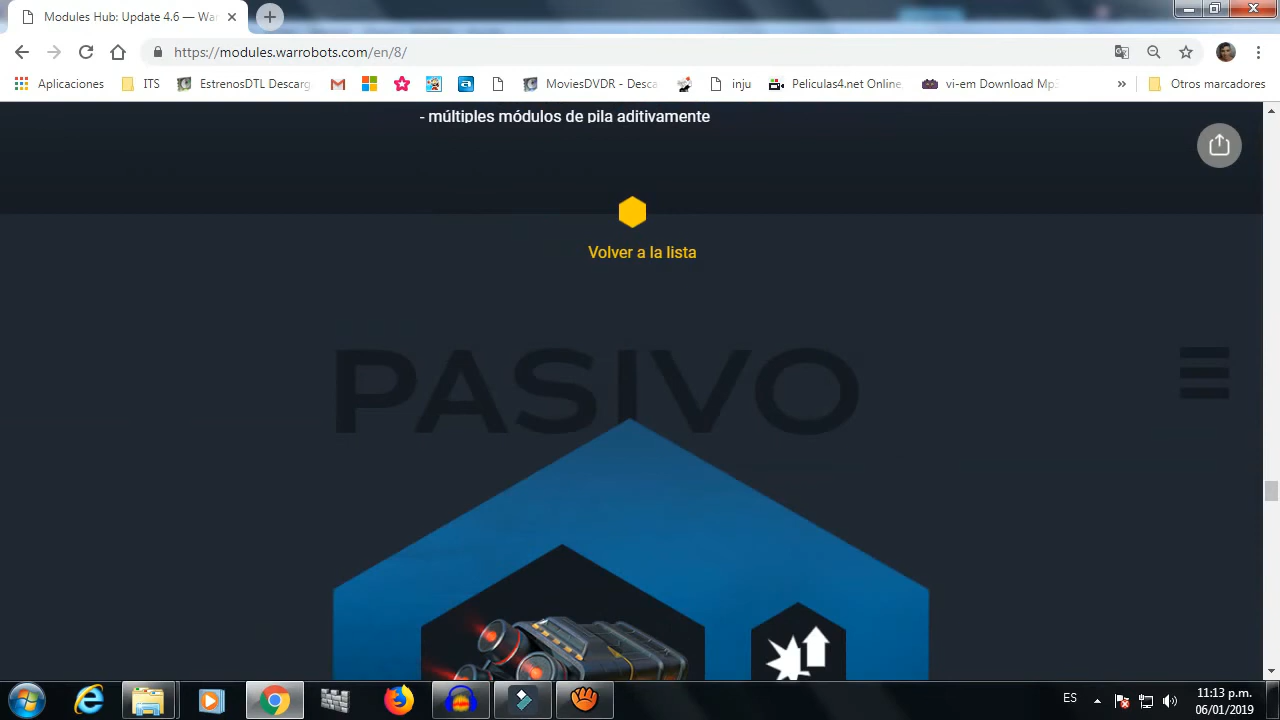 Modules Hub: Update 4.6 — War
https://modules.warrobots.com/en/8/
Aplicaciones ITS EstrenosDTL Descarg MoviesDVDR - Desca inju Peliculas4.net Online vi-em Download Mp3 » Otros marcadores
- múltiples módulos de pila aditivamente
Volver a la lista
PASIVO
ES 11:13 p.m.
06/01/2019